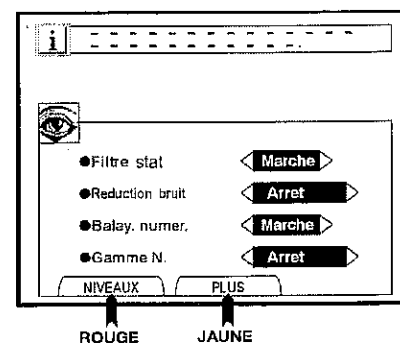 i
Filtre stat Marche
Reduction bruit Arret
Balay. numer. Marche
Gamme N. Arret
NIVEAUX PLUS
ROUGE JAUNE